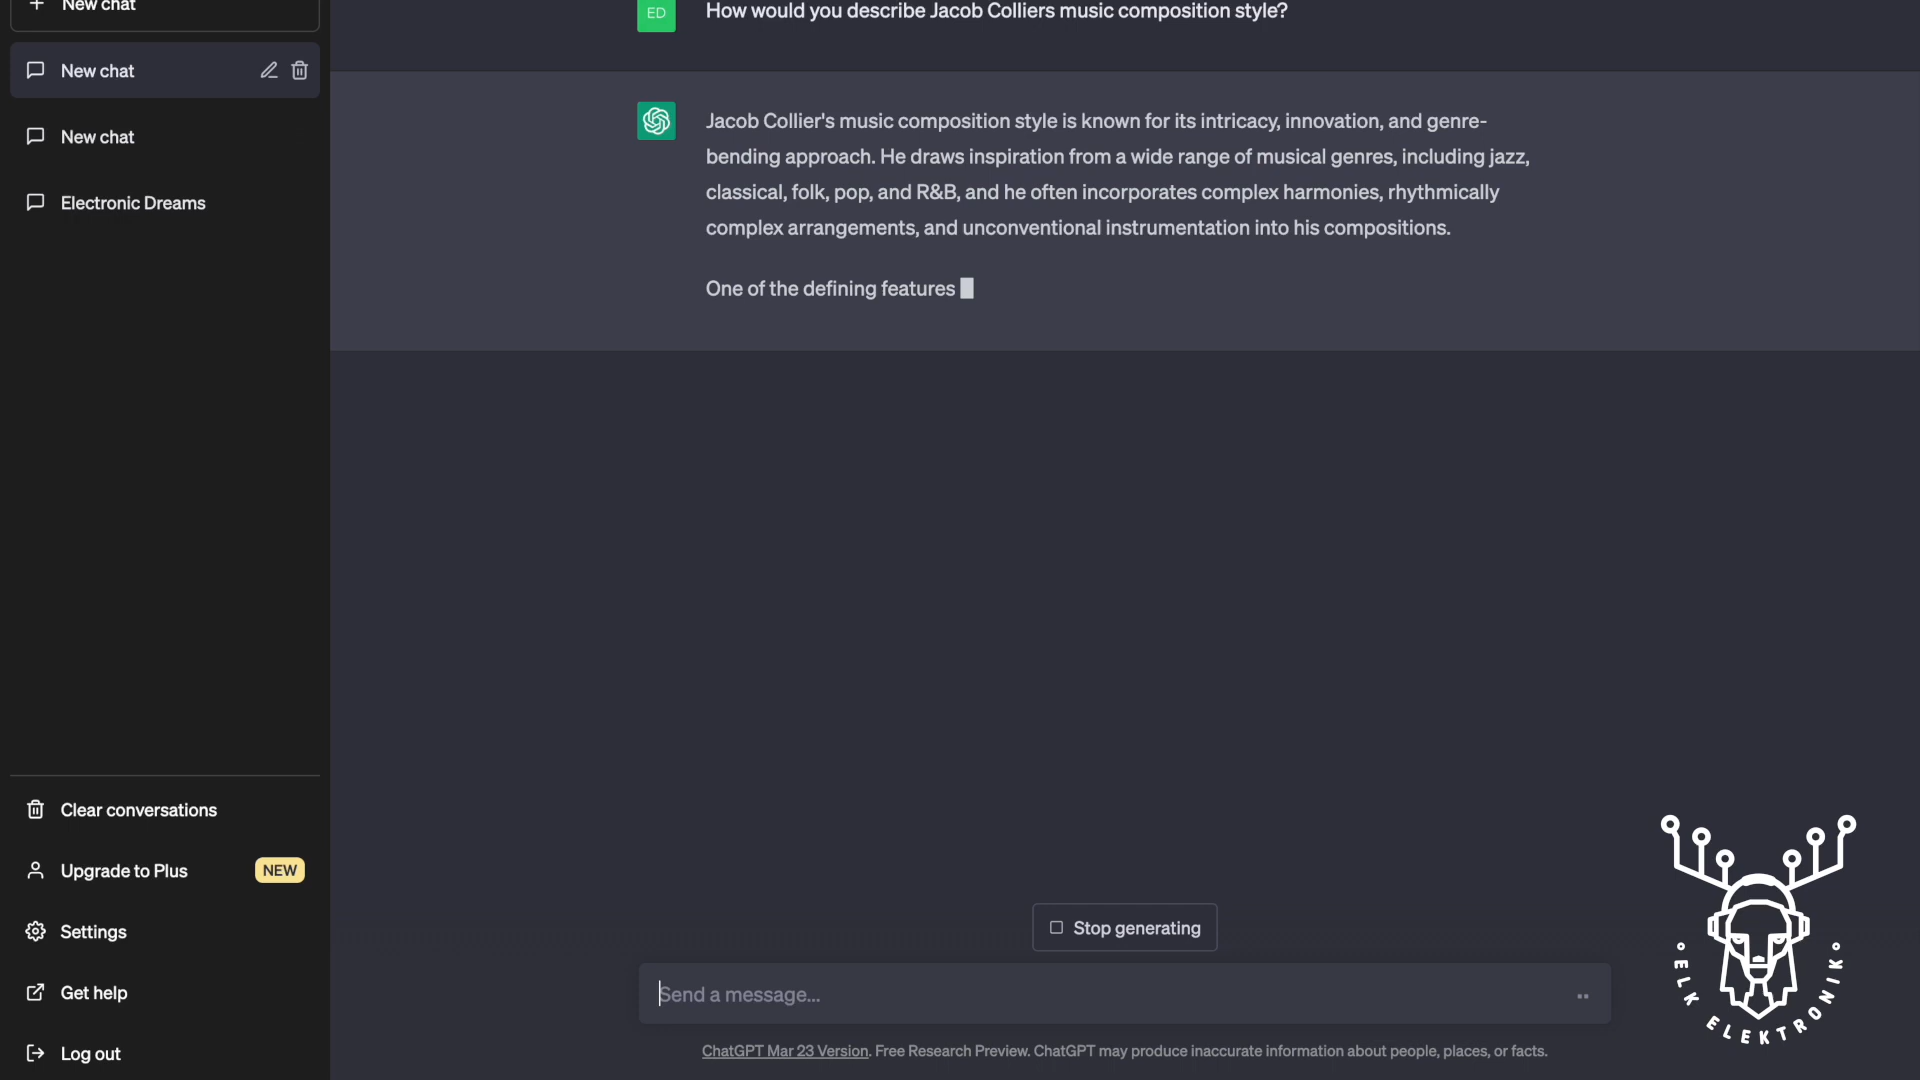 New chat
New chat
New chat
Electronic Dreams
Clear conversations
Upgrade to Plus NEW
Settings
Get help
Log out
ED How would you describe Jacob Colliers music composition style?
Jacob Collier's music composition style is known for its intricacy, innovation, and genre-
bending approach. He draws inspiration from a wide range of musical genres, including jazz,
classical, folk, pop, and R&B, and he often incorporates complex harmonies, rhythmically
complex arrangements, and unconventional instrumentation into his compositions.
One of the defining features
Stop generating
Send a message...
ChatGPT Mar 23 Version. Free Research Preview. ChatGPT may produce inaccurate information about people, places, or facts.
ELK ELEKTRONIK